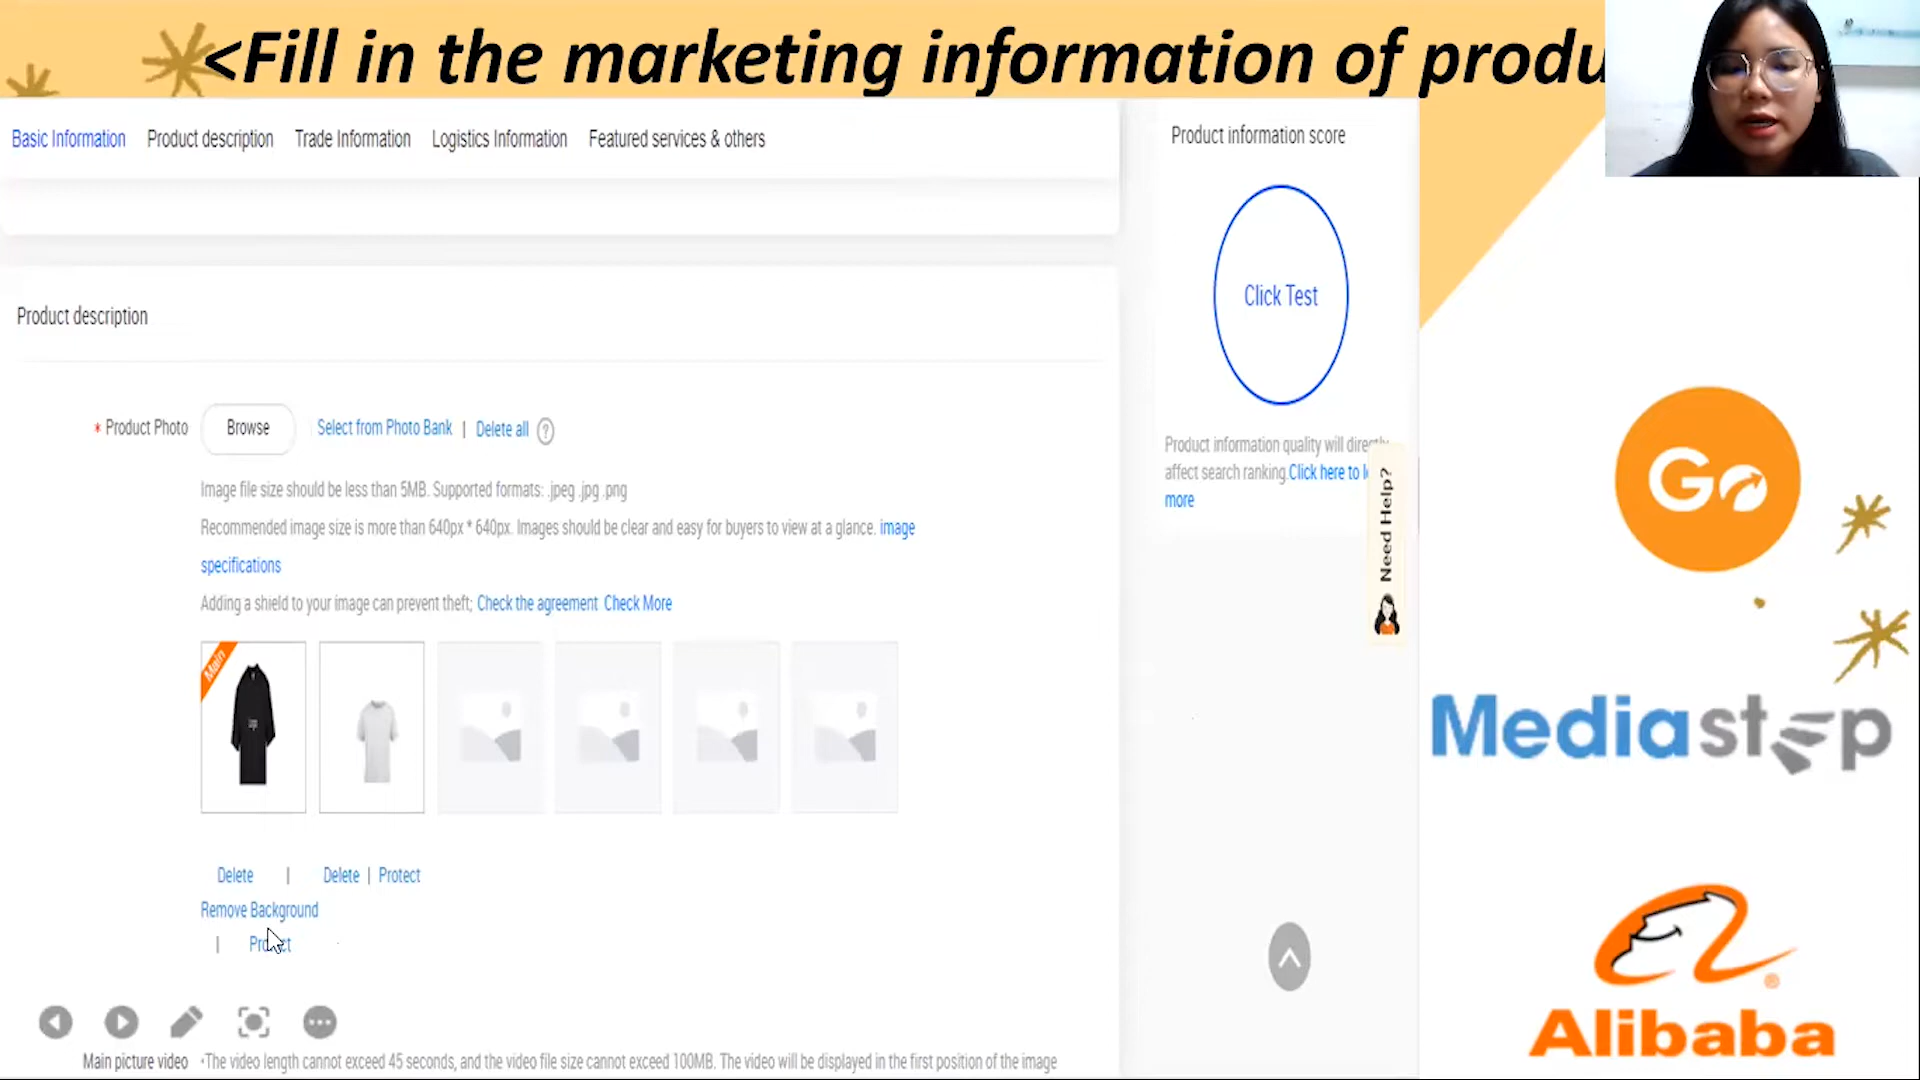 <Fill in the marketing information of produ
Basic Information Product description Trade Information Logistics Information Featured services & others
Product information score
Click Test
Product description
* Product Photo Browse Select from Photo Bank | Delete all ?
Product information quality will directly
affect search ranking.Click here to
more
Need Help?
Image file size should be less than 5MB. Supported formats: .jpeg .jpg .png
Recommended image size is more than 640px * 640px. Images should be clear and easy for buyers to view at a glance. image
specifications
Adding a shield to your image can prevent theft; Check the agreement Check More
Main
Delete | Delete | Protect
Remove Background
| Protect
Main picture video •The video length cannot exceed 45 seconds, and the video file size cannot exceed 100MB. The video will be displayed in the first position of the image
Go
Mediastep
Alibaba
®